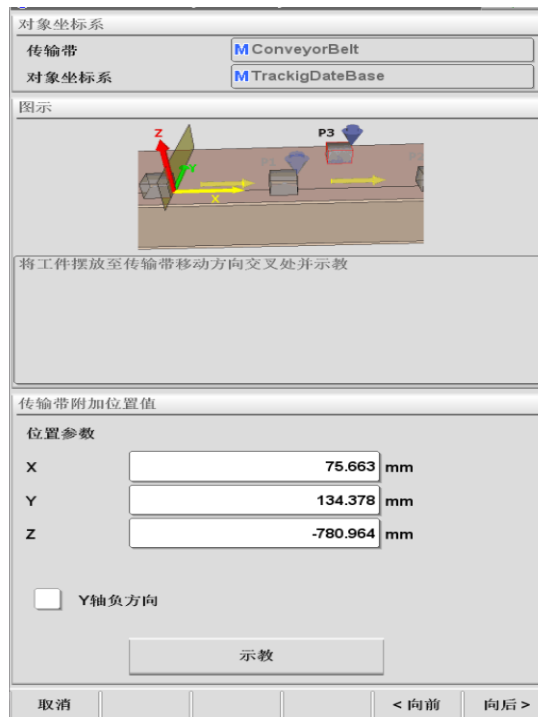 对象坐标系
传输带 M ConveyorBelt
对象坐标系 M TrackigDateBase
图示
Z
P3
Y
P1
P2
X
将工件摆放至传输带移动方向交叉处并示教
传输带附加位置值
位置参数
X 75.663 mm
Y 134.378 mm
Z -780.964 mm
Y轴负方向
示教
取消 < 向前 向后 >